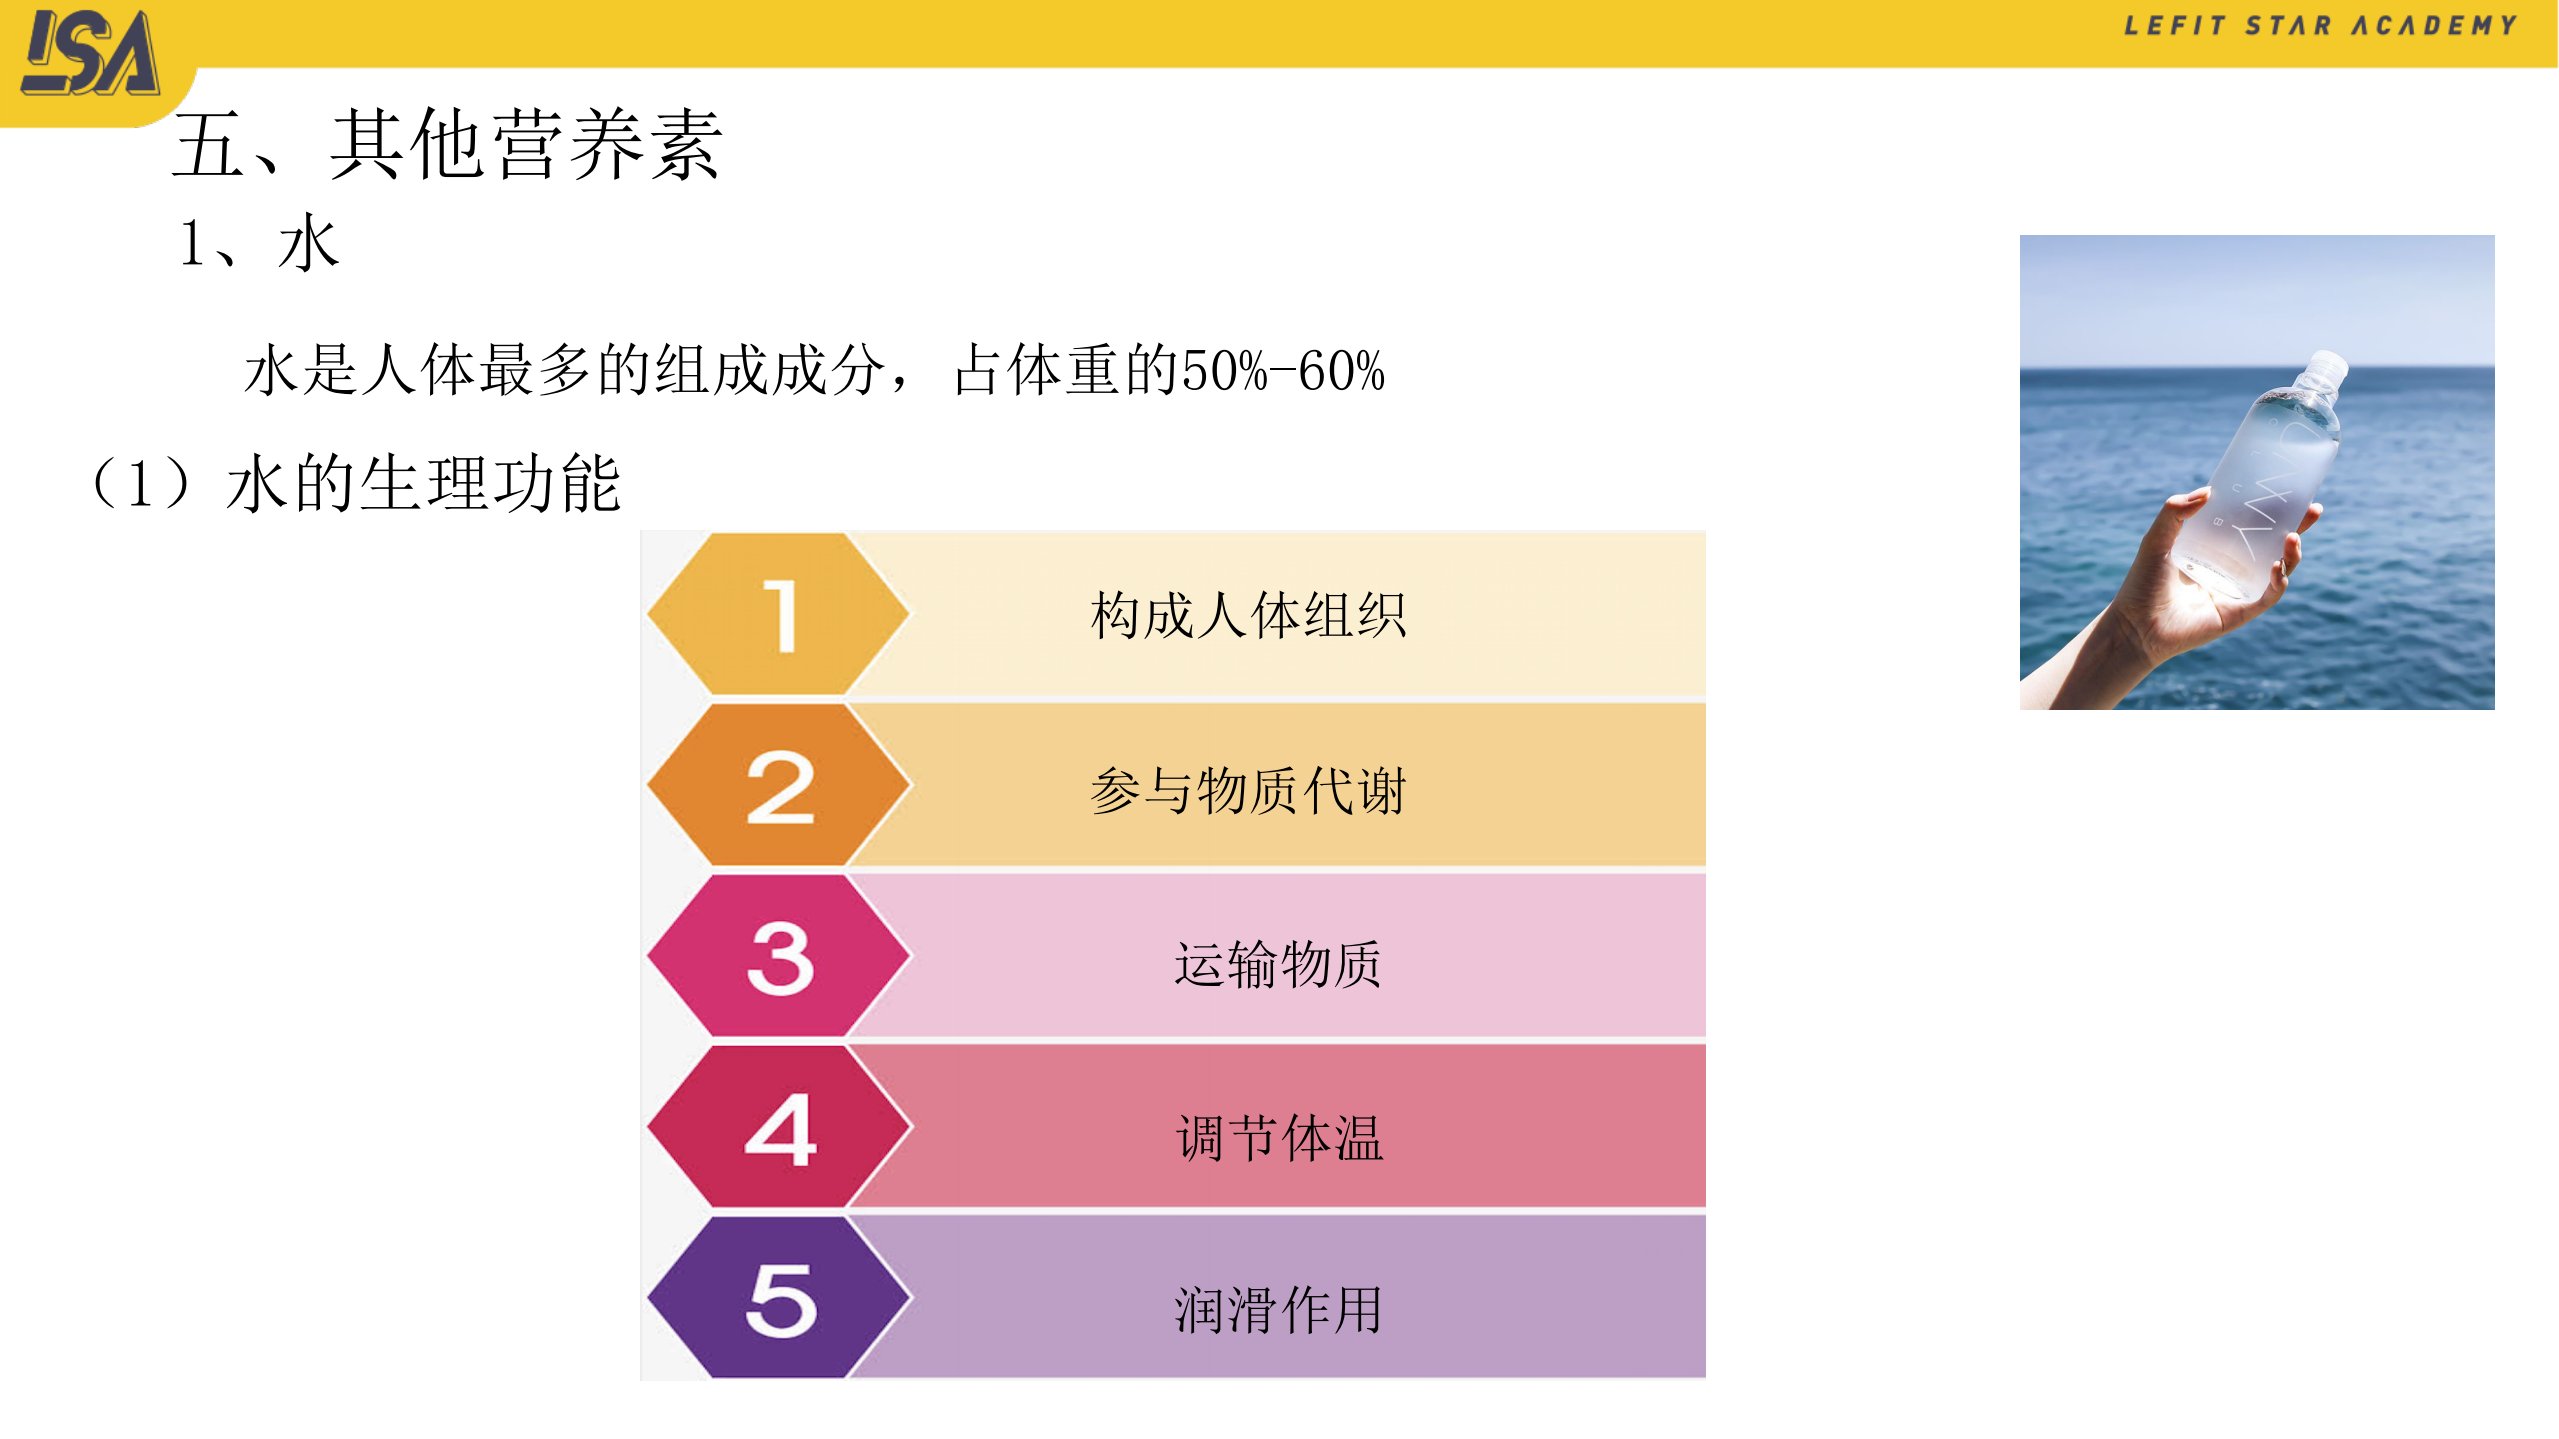 LSA
LEFIT STAR ACADEMY
五、其他营养素
1、水
水是人体最多的组成成分，占体重的50%-60%
（1）水的生理功能
1 构成人体组织
2 参与物质代谢
3 运输物质
4 调节体温
5 润滑作用